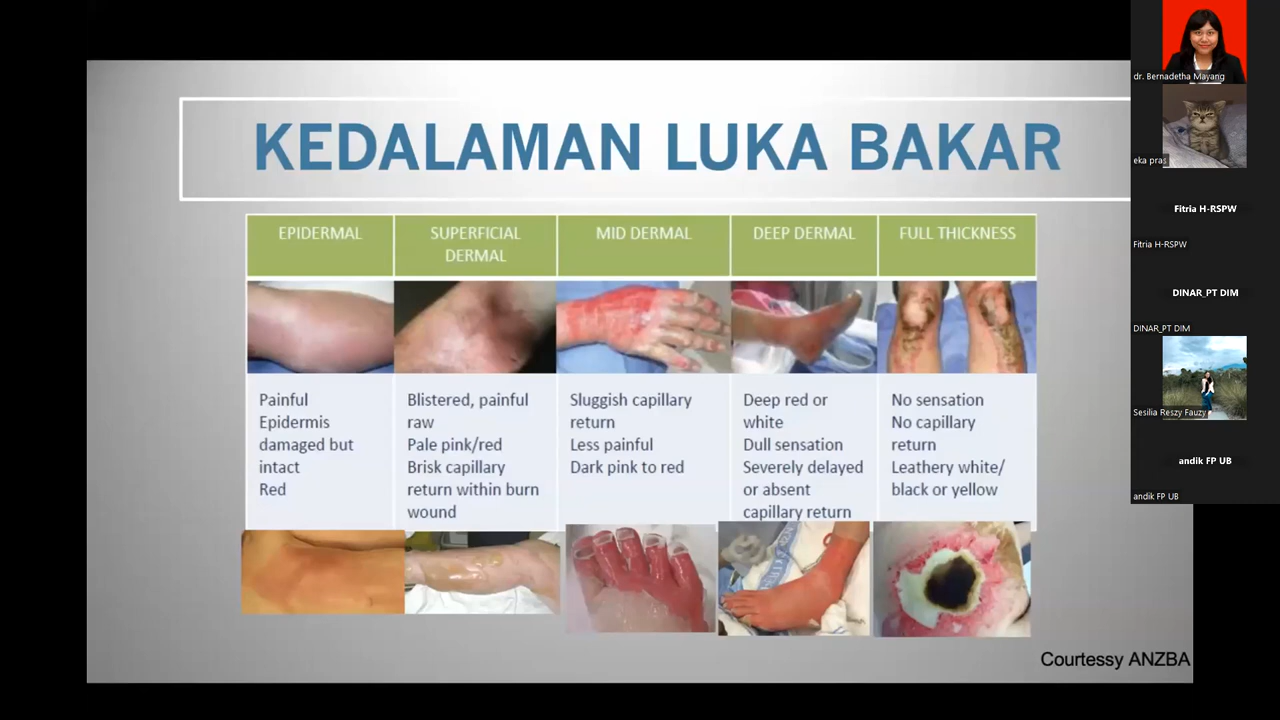 KEDALAMAN LUKA BAKAR
EPIDERMAL
SUPERFICIAL
DERMAL
MID DERMAL
DEEP DERMAL
FULL THICKNESS
Painful
Epidermis
damaged but
intact
Red
Blistered, painful
raw
Pale pink/red
Brisk capillary
return within burn
wound
Sluggish capillary
return
Less painful
Dark pink to red
Deep red or
white
Dull sensation
Severely delayed
or absent
capillary return
No sensation
No capillary
return
Leathery white/
black or yellow
Courtessy ANZBA
dr. Bernadetha Mayang
eka pras
Fitria H-RSPW
Fitria H-RSPW
DINAR_PT DIM
DINAR_PT DIM
Sesilia Reszy Fauzy
andik FP UB
andik FP UB